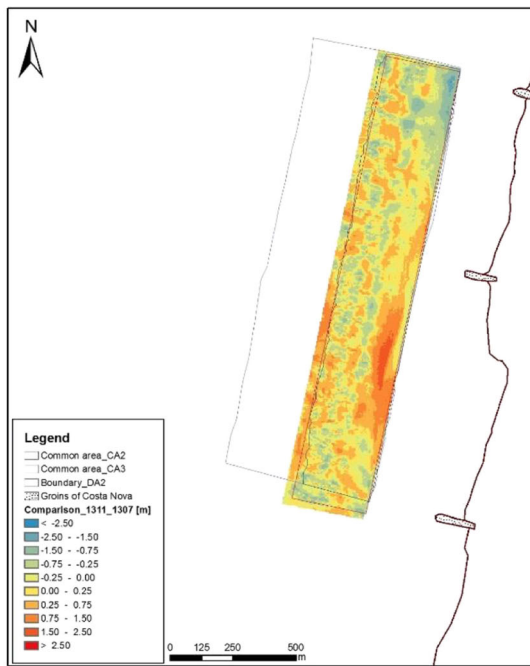 N
Legend
Common area_CA2
Common area_CA3
Boundary_DA2
Groins of Costa Nova
Comparison_1311_1307 [m]
< -2.50
-2.50 - -1.50
-1.50 - -0.75
-0.75 - -0.25
-0.25 - 0.00
0.00 - 0.25
0.25 - 0.75
0.75 - 1.50
1.50 - 2.50
> 2.50
0 125 250 500
m